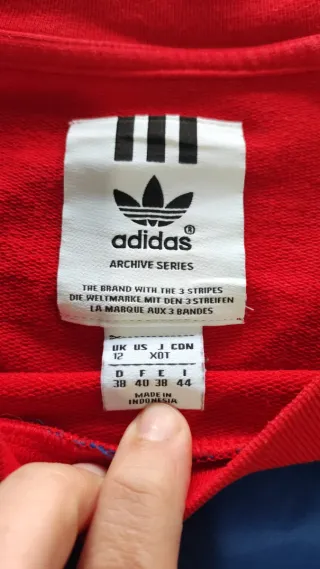 adidas®
ARCHIVE SERIES
THE BRAND WITH THE 3 STRIPES
DIE WELTMARKE MIT DEN 3 STREIFEN
LA MARQUE AUX 3 BANDES
UK US J CDN
12 XOT
D F E I
38 40 38 44
MADE IN
INDONESIA